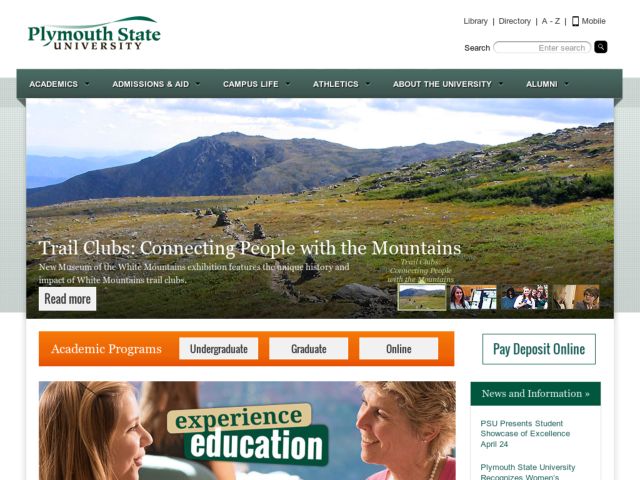 Plymouth State
UNIVERSITY
Library | Directory | A - Z | Mobile
Search Enter search
ACADEMICS ADMISSIONS & AID CAMPUS LIFE ATHLETICS ABOUT THE UNIVERSITY ALUMNI
Trail Clubs: Connecting People with the Mountains
New Museum of the White Mountains exhibition features the unique history and
impact of White Mountains trail clubs.
Trail Clubs:
Connecting People
with the Mountains
Read more
Academic Programs Undergraduate Graduate Online
Pay Deposit Online
experience
education
News and Information »
PSU Presents Student
Showcase of Excellence
April 24
Plymouth State University
Recognizes Women's